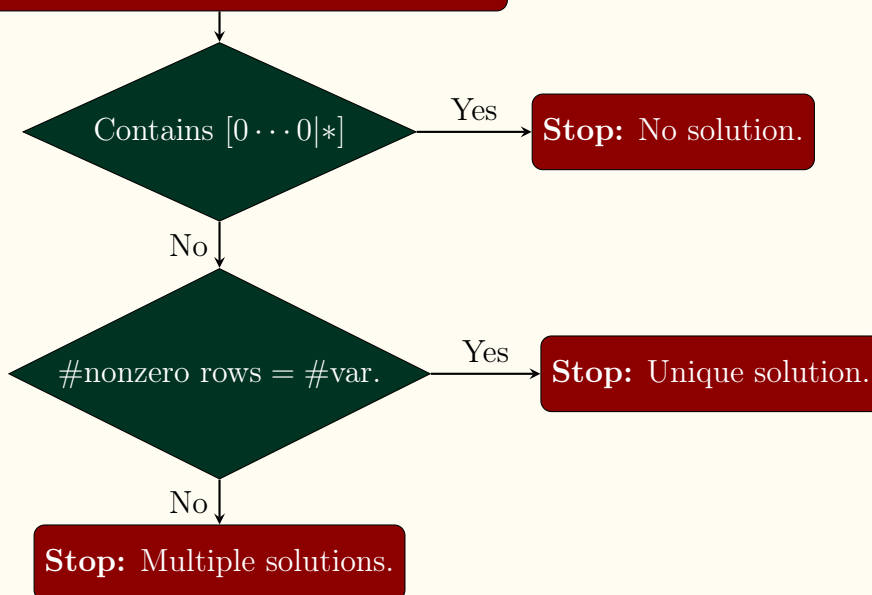 Contains [0 ⋯ 0|∗]
Yes
Stop: No solution.
No
#nonzero rows = #var.
Yes
Stop: Unique solution.
No
Stop: Multiple solutions.